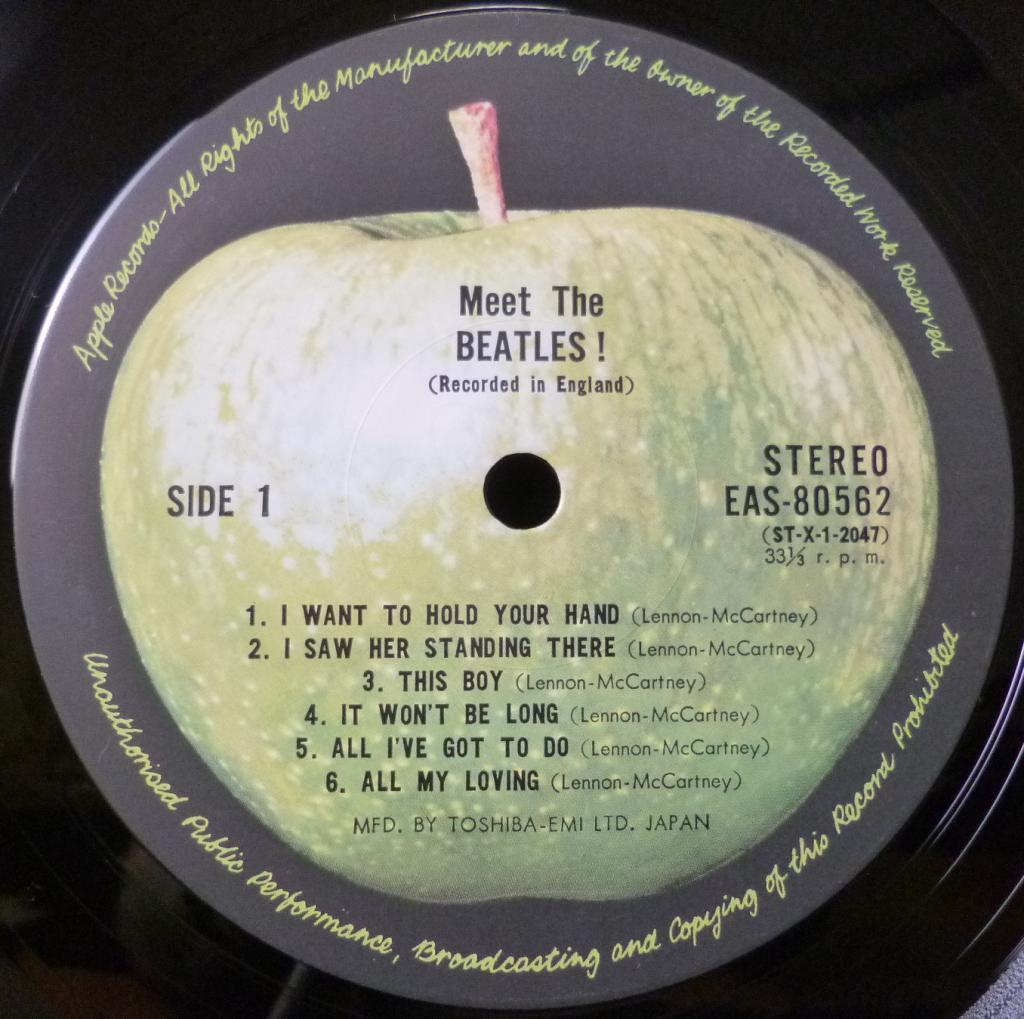 Apple Records-All Rights of the Manufacturer and of the Owner of the Recorded Work Reserved
Meet The
BEATLES!
(Recorded in England)
SIDE 1
STEREO
EAS-80562
(ST-X-1-2047)
33⅓ r. p. m.
1. I WANT TO HOLD YOUR HAND (Lennon-McCartney)
2. I SAW HER STANDING THERE (Lennon-McCartney)
3. THIS BOY (Lennon-McCartney)
4. IT WON'T BE LONG (Lennon-McCartney)
5. ALL I'VE GOT TO DO (Lennon-McCartney)
6. ALL MY LOVING (Lennon-McCartney)
MFD. BY TOSHIBA-EMI LTD. JAPAN
Unauthorised Public Performance, Broadcasting and Copying of this Record Prohibited